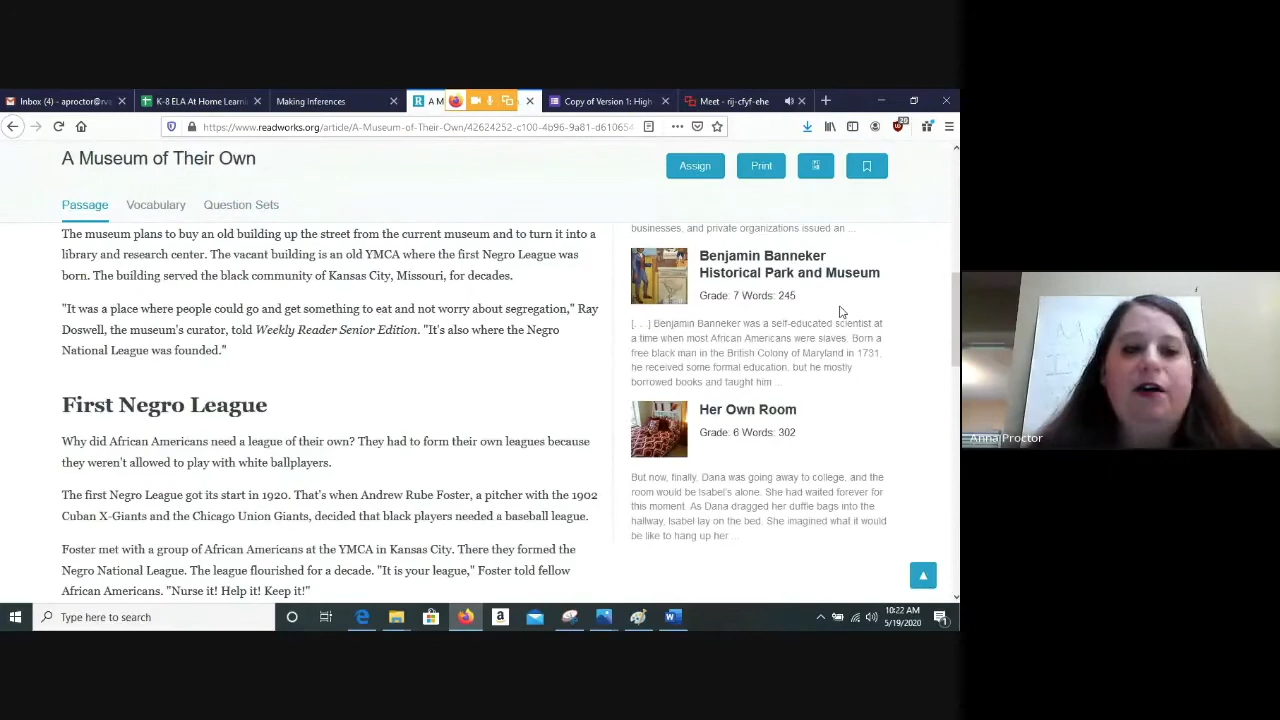 Inbox (4) - aproctor@rv
K-8 ELA At Home Learni
Making Inferences
A M
Copy of Version 1: High
Meet - rij-cfyf-ehe
https://www.readworks.org/article/A-Museum-of-Their-Own/42624252-c100-4b96-9a81-d610654
29
A Museum of Their Own
Assign
Print
Passage
Vocabulary
Question Sets
The museum plans to buy an old building up the street from the current museum and to turn it into a
library and research center. The vacant building is an old YMCA where the first Negro League was
born. The building served the black community of Kansas City, Missouri, for decades.
"It was a place where people could go and get something to eat and not worry about segregation," Ray
Doswell, the museum's curator, told Weekly Reader Senior Edition. "It's also where the Negro
National League was founded."
First Negro League
Why did African Americans need a league of their own? They had to form their own leagues because
they weren't allowed to play with white ballplayers.
The first Negro League got its start in 1920. That's when Andrew Rube Foster, a pitcher with the 1902
Cuban X-Giants and the Chicago Union Giants, decided that black players needed a baseball league.
Foster met with a group of African Americans at the YMCA in Kansas City. There they formed the
Negro National League. The league flourished for a decade. "It is your league," Foster told fellow
African Americans. "Nurse it! Help it! Keep it!"
businesses, and private organizations issued an ...
Benjamin Banneker
Historical Park and Museum
Grade: 7 Words: 245
[. . .] Benjamin Banneker was a self-educated scientist at
a time when most African Americans were slaves. Born a
free black man in the British Colony of Maryland in 1731,
he received some formal education, but he mostly
borrowed books and taught him ...
Her Own Room
Grade: 6 Words: 302
But now, finally, Dana was going away to college, and the
room would be Isabel's alone. She had waited forever for
this moment. As Dana dragged her duffle bags into the
hallway, Isabel lay on the bed. She imagined what it would
be like to hang up her ...
Anna Proctor
Type here to search
10:22 AM
5/19/2020